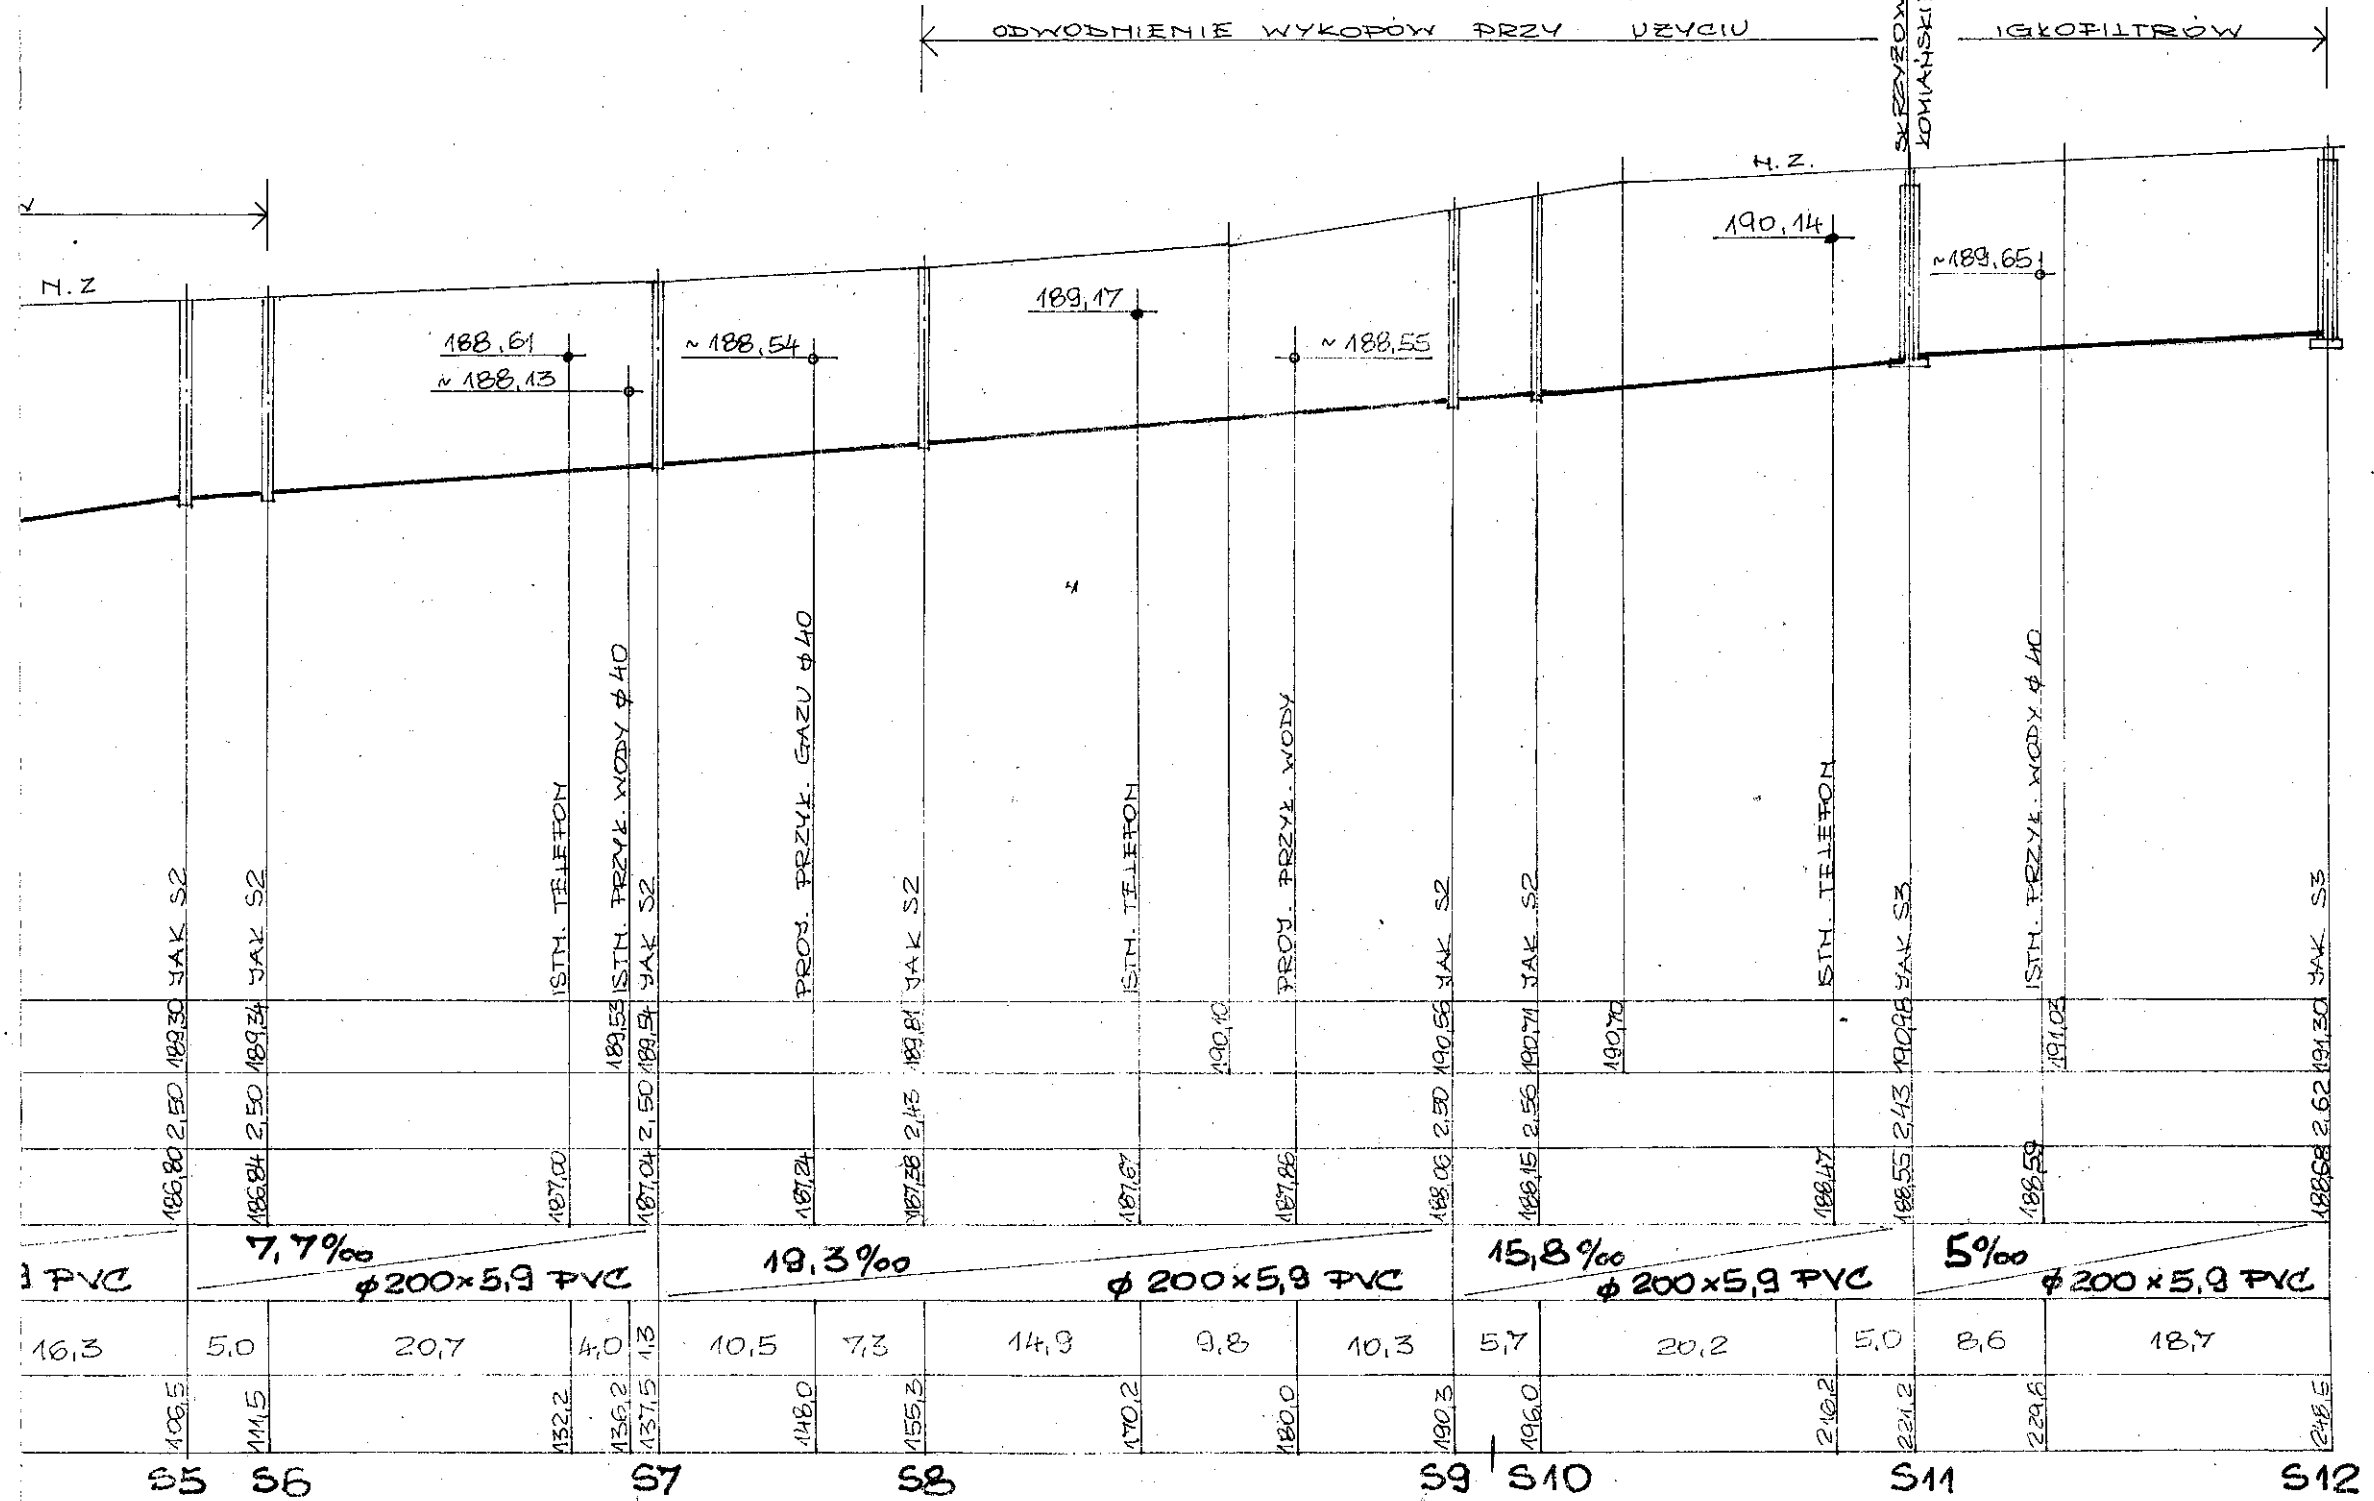 ODWODNIENIE WYKOPÓW PRZY UŻYCIU IGŁOFILTRÓW
KOMIAŃSKI
N.Z
N.Z.
188,61
~188,13
~188,54
189,17
~188,55
190,14
~189,65
JAK S2
JAK S2
ISTN. TELEFON
ISTN. PRZYŁ. WODY φ40
JAK S2
PROJ. PRZYŁ. GAZU φ40
JAK S2
ISTN. TELEFON
PROJ. PRZYŁ. WODY
JAK S2
JAK S2
ISTN. TELEFON
JAK S3
ISTN. PRZYŁ. WODY φ40
JAK S3
189,30 189,34 189,53 189,54 189,81 190,10 190,56 190,71 190,70 190,98 191,03 191,30
2,50 2,50 2,50 2,43 2,50 2,56 2,43 2,62
186,80 186,84 187,00 187,04 187,24 187,38 187,67 187,86 188,06 188,15 188,47 188,55 188,59 188,68
7,7‰ 19,3‰ 15,8‰ 5‰
9 PVC φ200×5,9 PVC φ200×5,9 PVC φ200×5,9 PVC φ200×5,9 PVC
16,3 5,0 20,7 4,0 1,3 10,5 7,3 14,9 9,8 10,3 5,7 20,2 5,0 8,6 18,7
106,5 111,5 132,2 136,2 137,5 148,0 155,3 170,2 180,0 190,3 196,0 216,2 221,2 229,6 248,5
S5 S6 S7 S8 S9 S10 S11 S12